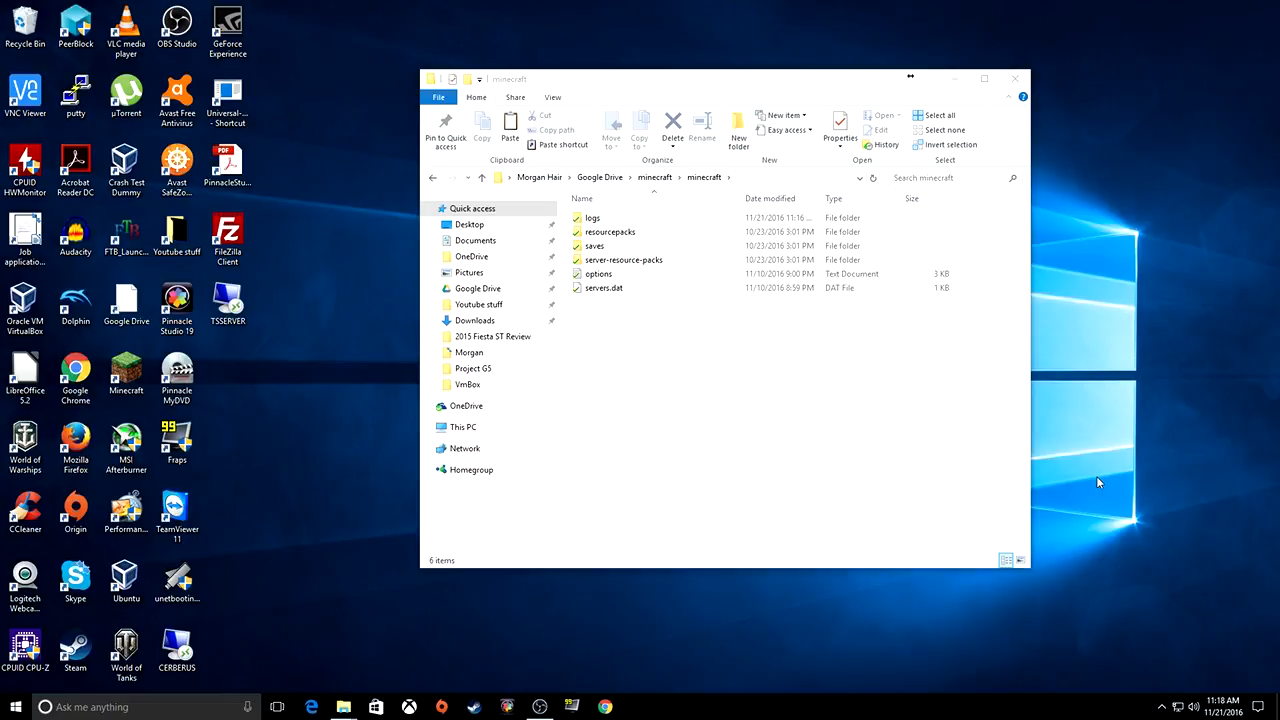 Recycle Bin
PeerBlock
VLC media
player
OBS Studio
GeForce
Experience
VNC Viewer
putty
µTorrent
Avast Free
Antivirus
Universal-...
- Shortcut
CPUID
HWMonitor
Acrobat
Reader DC
Crash Test
Dummy
Avast
SafeZo...
PinnacleStu...
Job
application...
Audacity
FTB_Launc...
Youtube stuff
FileZilla
Client
Oracle VM
VirtualBox
Dolphin
Google Drive
Pinnacle
Studio 19
TSSERVER
LibreOffice
5.2
Google
Chrome
Minecraft
Pinnacle
MyDVD
World of
Warships
Mozilla
Firefox
MSI
Afterburner
99
Fraps
CCleaner
Origin
Performan...
TeamViewer
11
Logitech
Webca...
Skype
Ubuntu
unetbootin...
CPUID CPU-Z
Steam
World of
Tanks
CERBERUS
minecraft
File Home Share View
Pin to Quick
access
Copy
Paste
Cut
Copy path
Paste shortcut
Clipboard
Move
to
Copy
to
Delete
Rename
Organize
New
folder
New item
Easy access
New
Properties
Open
Edit
History
Open
Select all
Select none
Invert selection
Select
Morgan Hair Google Drive minecraft minecraft
Search minecraft
Name Date modified Type Size
logs 11/21/2016 11:16 ... File folder
resourcepacks 10/23/2016 3:01 PM File folder
saves 10/23/2016 3:01 PM File folder
server-resource-packs 10/23/2016 3:01 PM File folder
options 11/10/2016 9:00 PM Text Document 3 KB
servers.dat 11/10/2016 8:59 PM DAT File 1 KB
Quick access
Desktop
Documents
OneDrive
Pictures
Google Drive
Youtube stuff
Downloads
2015 Fiesta ST Review
Morgan
Project G5
VmBox
OneDrive
This PC
Network
Homegroup
6 items
Ask me anything
11:18 AM
11/21/2016